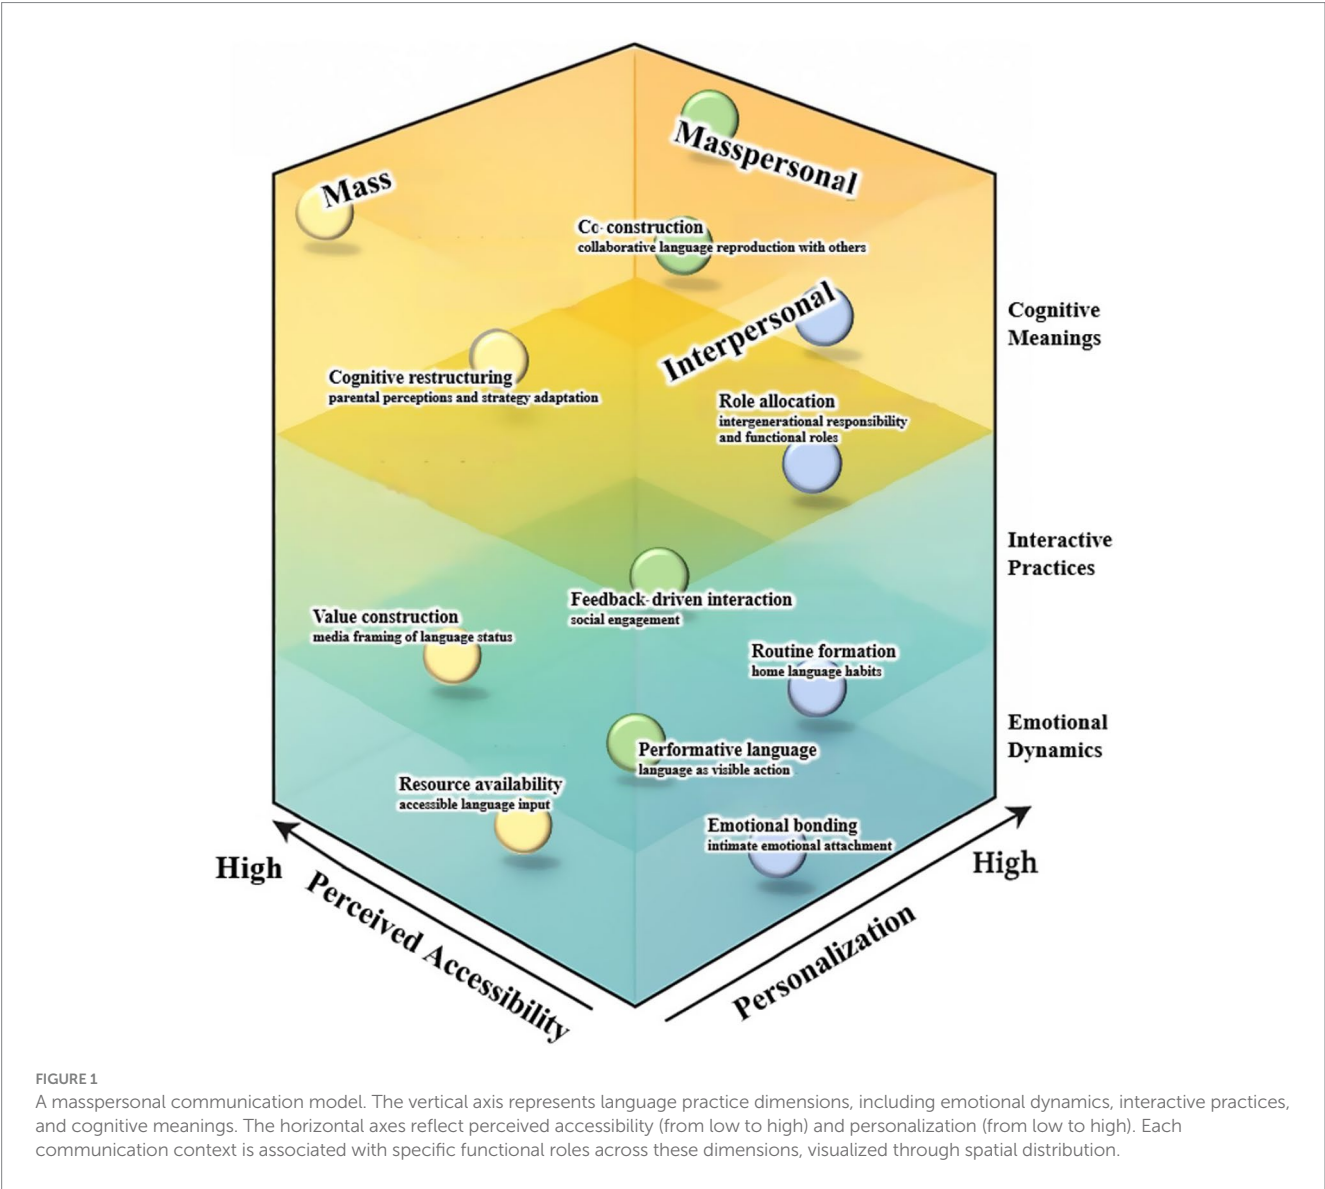 Masspersonal
Mass
Co-construction
collaborative language reproduction with others
Interpersonal
Cognitive
Meanings
Cognitive restructuring
parental perceptions and strategy adaptation
Role allocation
intergenerational responsibility
and functional roles
Interactive
Practices
Feedback-driven interaction
social engagement
Value construction
media framing of language status
Routine formation
home language habits
Emotional
Dynamics
Performative language
language as visible action
Resource availability
accessible language input
Emotional bonding
intimate emotional attachment
High
High
Perceived Accessibility
Personalization
FIGURE 1
A masspersonal communication model. The vertical axis represents language practice dimensions, including emotional dynamics, interactive practices,
and cognitive meanings. The horizontal axes reflect perceived accessibility (from low to high) and personalization (from low to high). Each
communication context is associated with specific functional roles across these dimensions, visualized through spatial distribution.